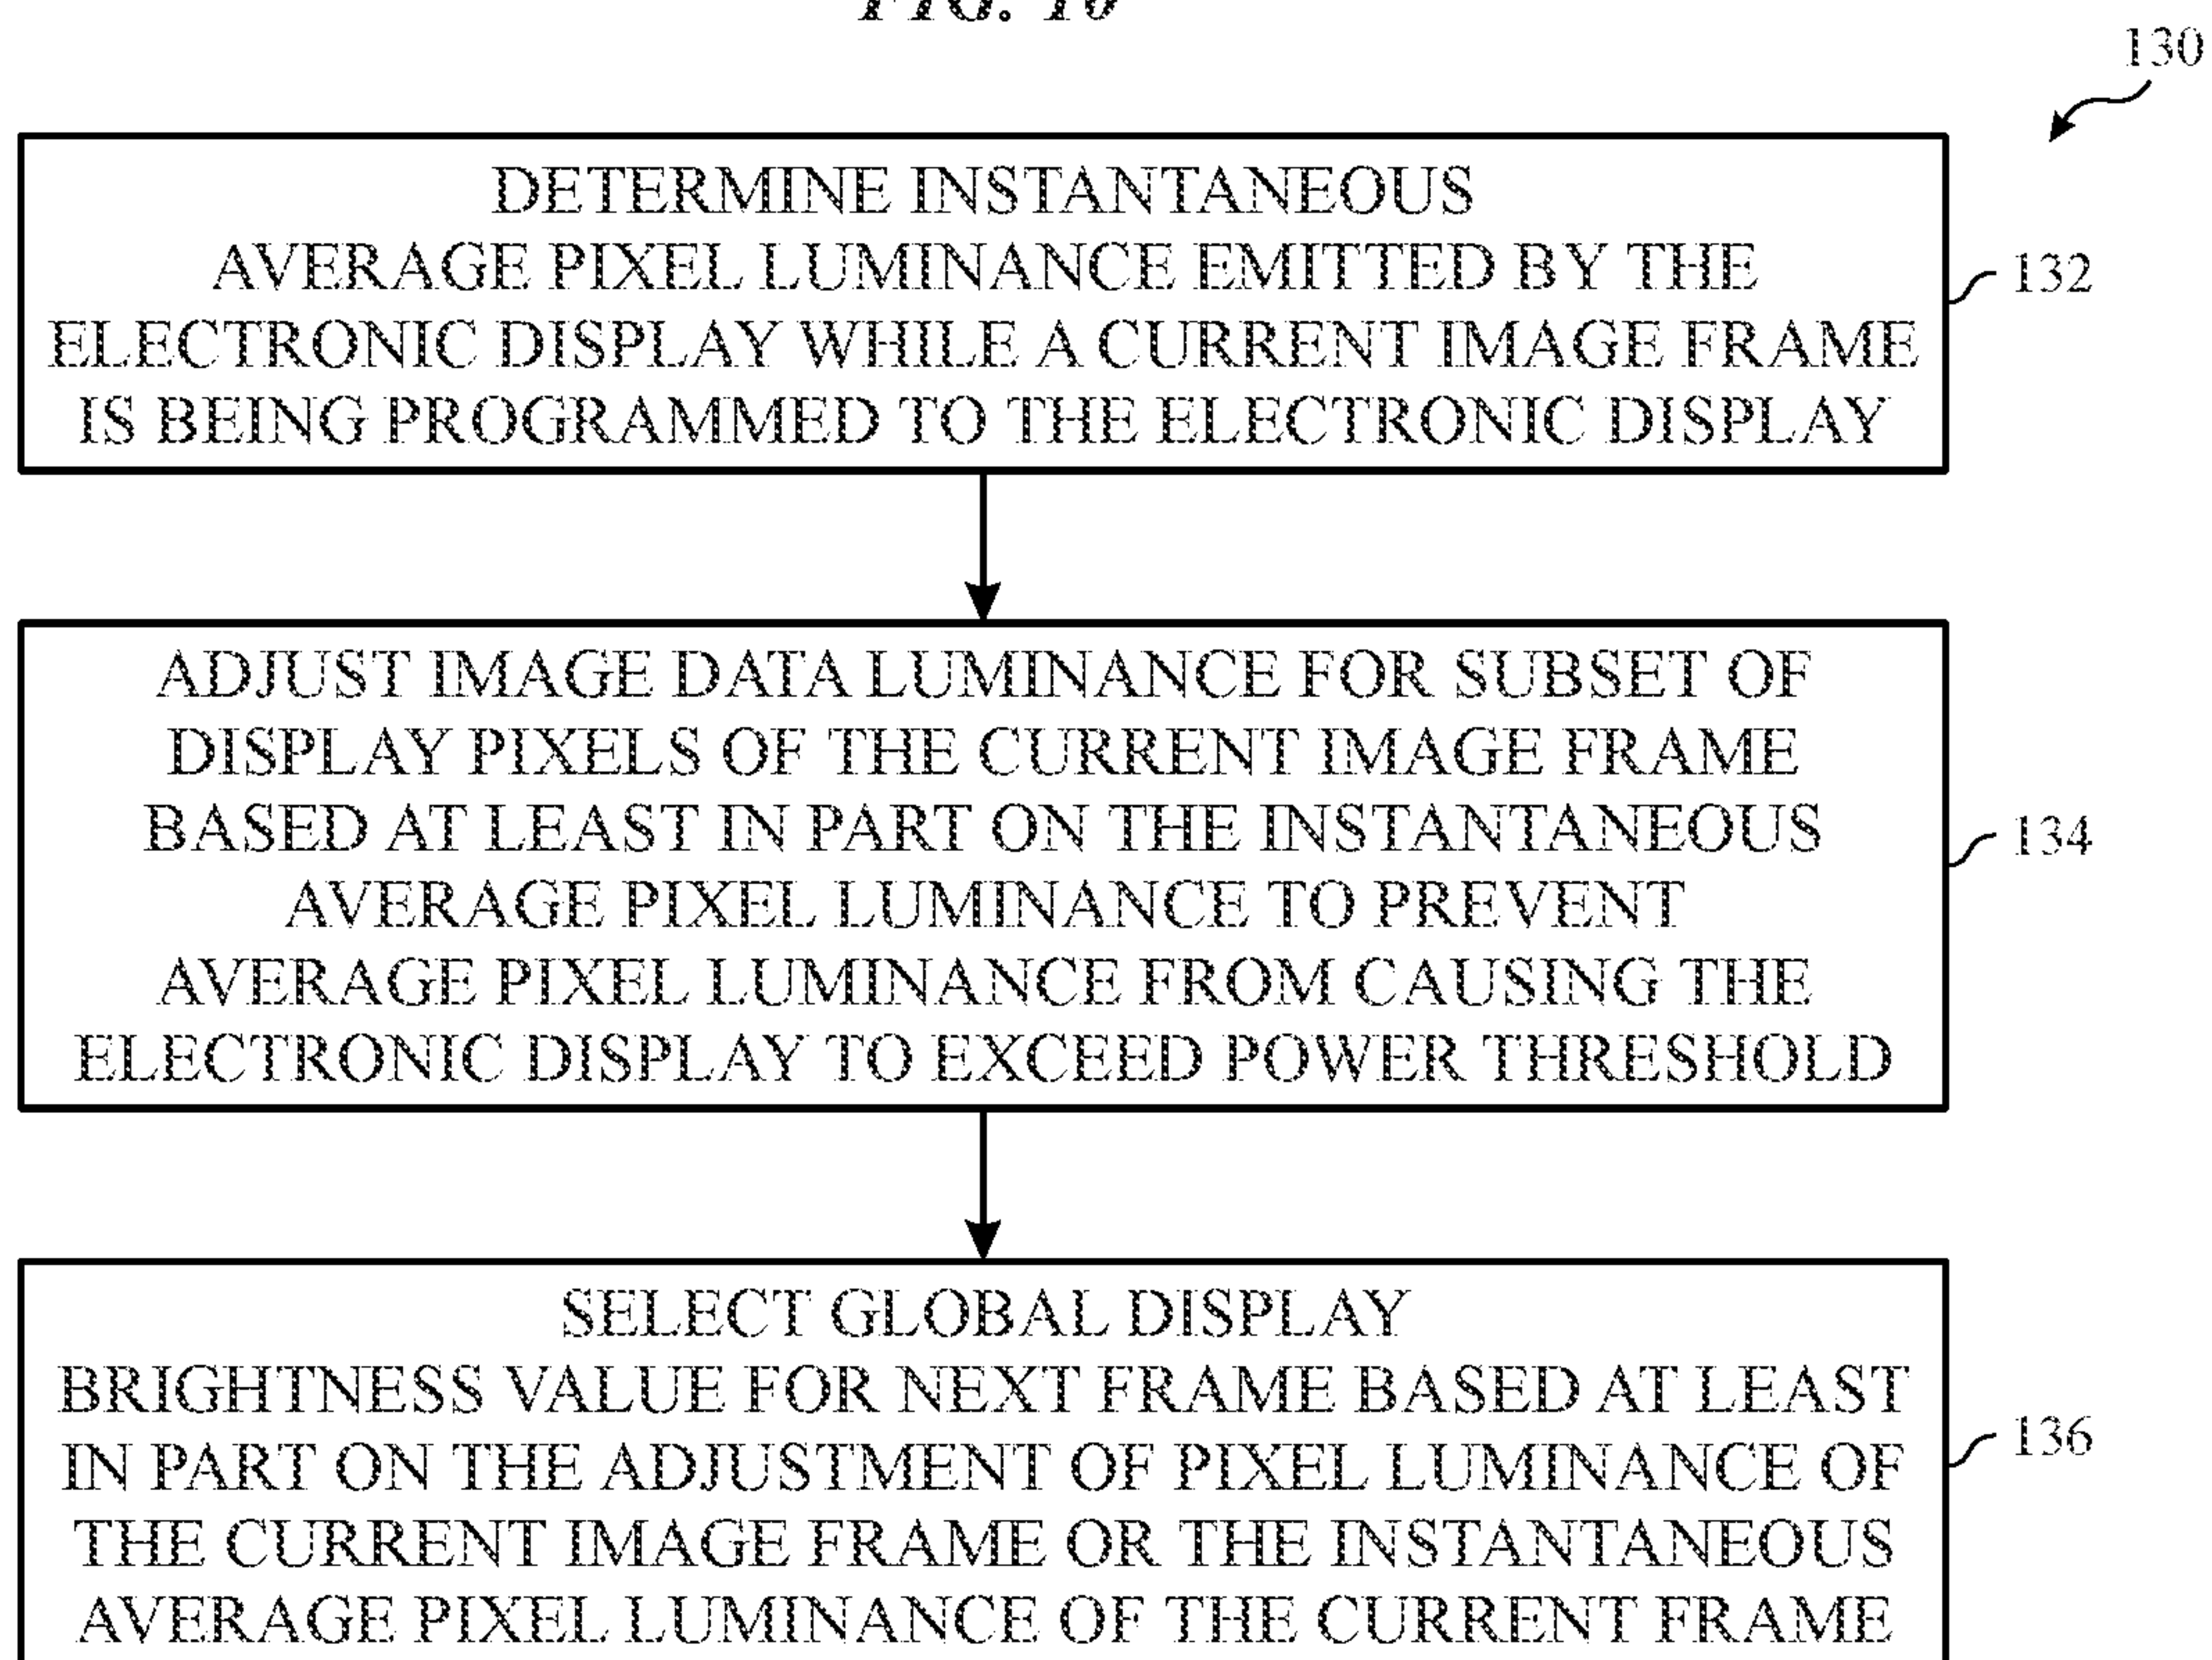 FIG. 10
130
DETERMINE INSTANTANEOUS
AVERAGE PIXEL LUMINANCE EMITTED BY THE
ELECTRONIC DISPLAY WHILE A CURRENT IMAGE FRAME
IS BEING PROGRAMMED TO THE ELECTRONIC DISPLAY
132
ADJUST IMAGE DATA LUMINANCE FOR SUBSET OF
DISPLAY PIXELS OF THE CURRENT IMAGE FRAME
BASED AT LEAST IN PART ON THE INSTANTANEOUS
AVERAGE PIXEL LUMINANCE TO PREVENT
AVERAGE PIXEL LUMINANCE FROM CAUSING THE
ELECTRONIC DISPLAY TO EXCEED POWER THRESHOLD
134
SELECT GLOBAL DISPLAY
BRIGHTNESS VALUE FOR NEXT FRAME BASED AT LEAST
IN PART ON THE ADJUSTMENT OF PIXEL LUMINANCE OF
THE CURRENT IMAGE FRAME OR THE INSTANTANEOUS
AVERAGE PIXEL LUMINANCE OF THE CURRENT FRAME
136